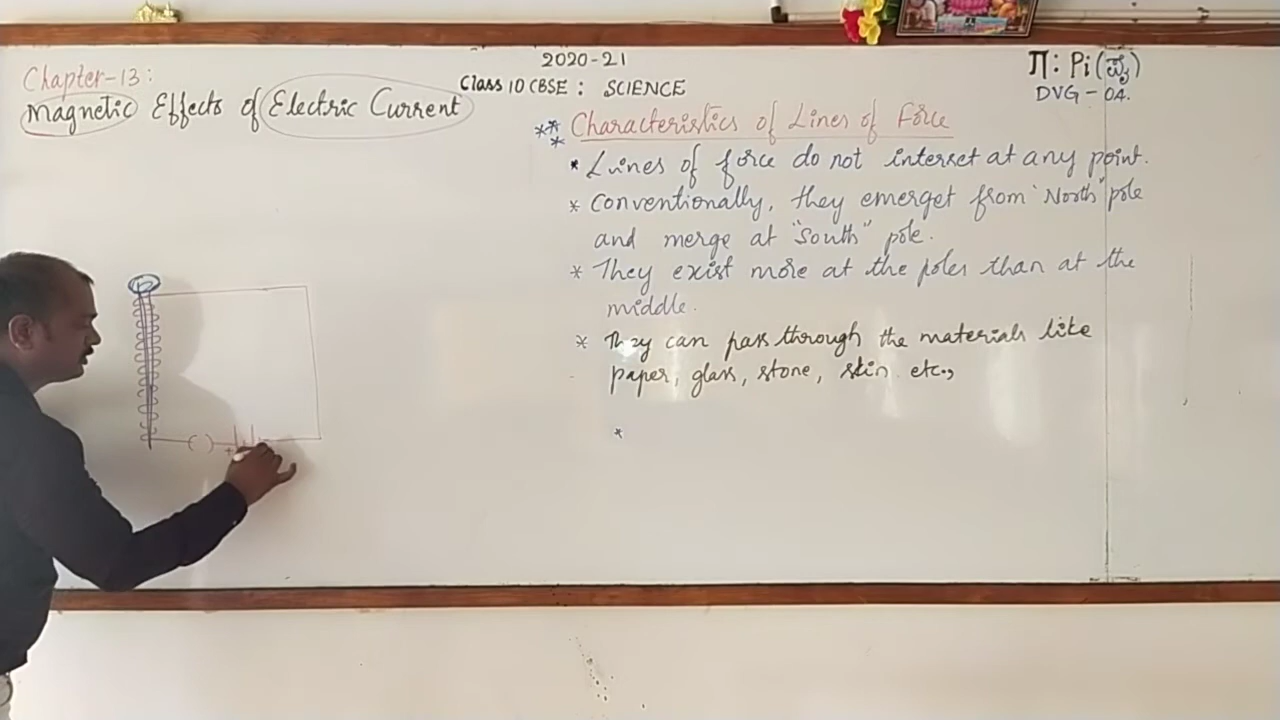 Chapter-13:
Magnetic Effects of Electric Current
2020-21
Class 10 CBSE : SCIENCE
Π: Pi (ಪೈ)
DVG - 04.
** Characteristics of Lines of Force
*
* Lines of force do not interset at any point.
* Conventionally, they emerget from "North" pole
and merge at "South" pole.
* They exist more at the poles than at the
middle.
* They can pass through the materials like
paper, glass, stone, skin etc.,
*
+